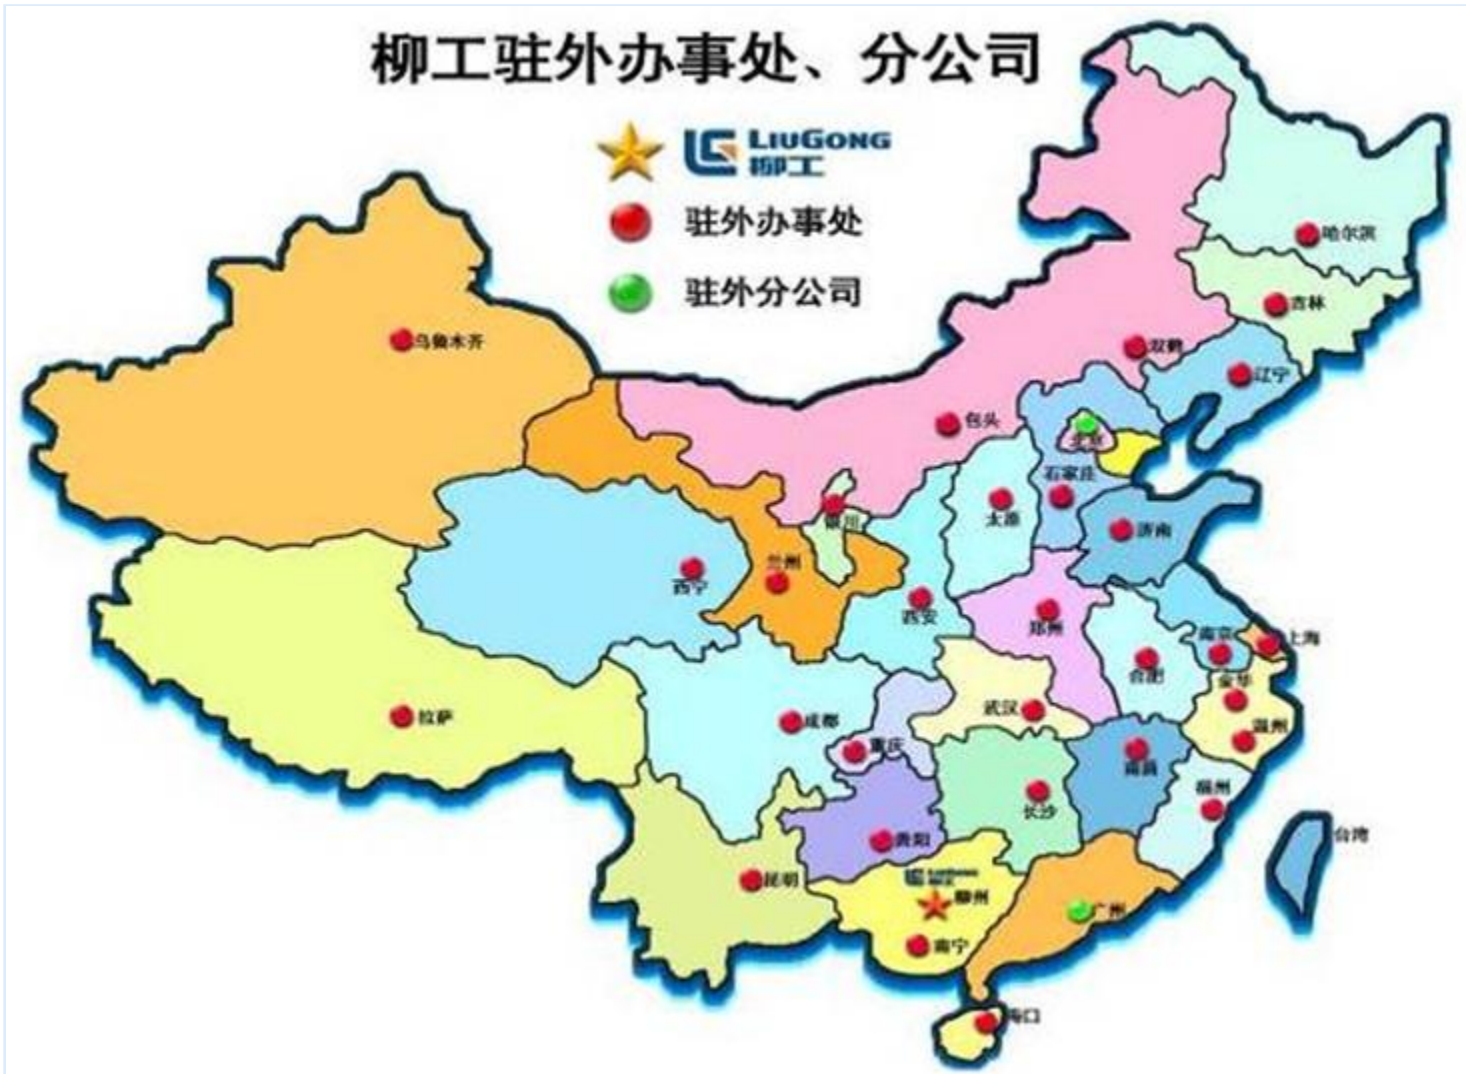 柳工驻外办事处、分公司
LIUGONG
柳工
驻外办事处
驻外分公司
哈尔滨
吉林
乌鲁木齐
双鹤
辽宁
包头
北京
石家庄
银川
太原
济南
兰州
西宁
西安
郑州
南京
上海
合肥
金华
拉萨
成都
武汉
温州
重庆
南昌
福州
长沙
台湾
贵阳
昆明
LIUGONG
柳工
柳州
广州
南宁
海口